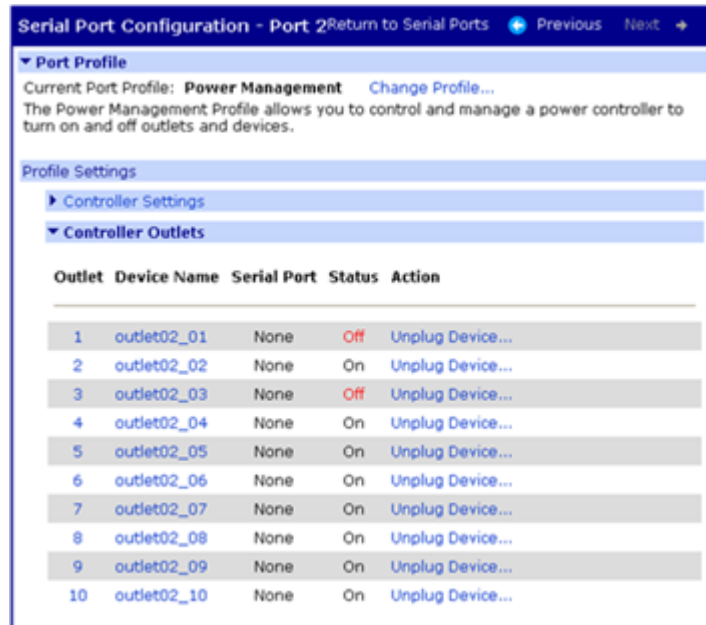 Serial Port Configuration - Port 2 Return to Serial Ports Previous Next
Port Profile
Current Port Profile: Power Management Change Profile...
The Power Management Profile allows you to control and manage a power controller to
turn on and off outlets and devices.
Profile Settings
Controller Settings
Controller Outlets
Outlet Device Name Serial Port Status Action
1 outlet02_01 None Off Unplug Device...
2 outlet02_02 None On Unplug Device...
3 outlet02_03 None Off Unplug Device...
4 outlet02_04 None On Unplug Device...
5 outlet02_05 None On Unplug Device...
6 outlet02_06 None On Unplug Device...
7 outlet02_07 None On Unplug Device...
8 outlet02_08 None On Unplug Device...
9 outlet02_09 None On Unplug Device...
10 outlet02_10 None On Unplug Device...